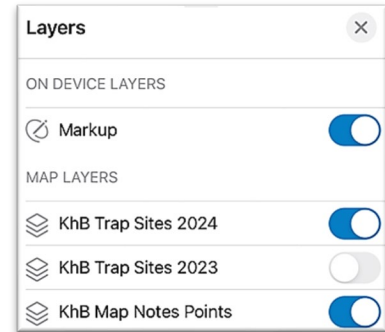 Layers
ON DEVICE LAYERS
Markup
MAP LAYERS
KhB Trap Sites 2024
KhB Trap Sites 2023
KhB Map Notes Points